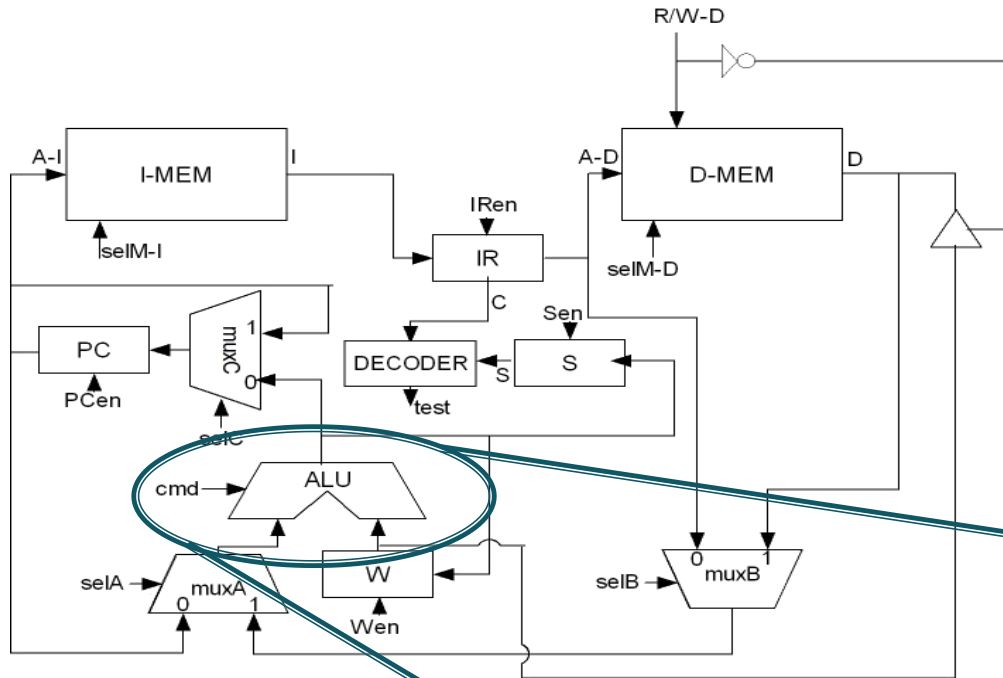 R/W-D
A-I
I-MEM
I
A-D
D-MEM
D
selM-I
IRen
IR
selM-D
C
Sen
PC
muxC
1
0
DECODER
S
S
PCen
test
selC
cmd
ALU
selA
muxA
0
1
W
Wen
selB
0
1
muxB